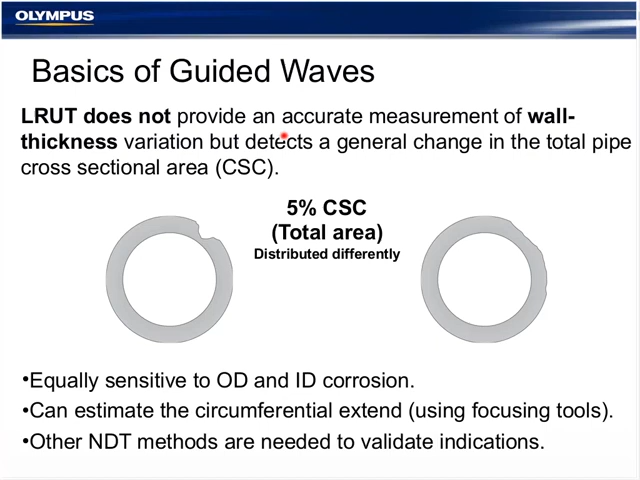 OLYMPUS
Basics of Guided Waves
LRUT does not provide an accurate measurement of wall-
thickness variation but detects a general change in the total pipe
cross sectional area (CSC).
5% CSC
(Total area)
Distributed differently
•Equally sensitive to OD and ID corrosion.
•Can estimate the circumferential extend (using focusing tools).
•Other NDT methods are needed to validate indications.